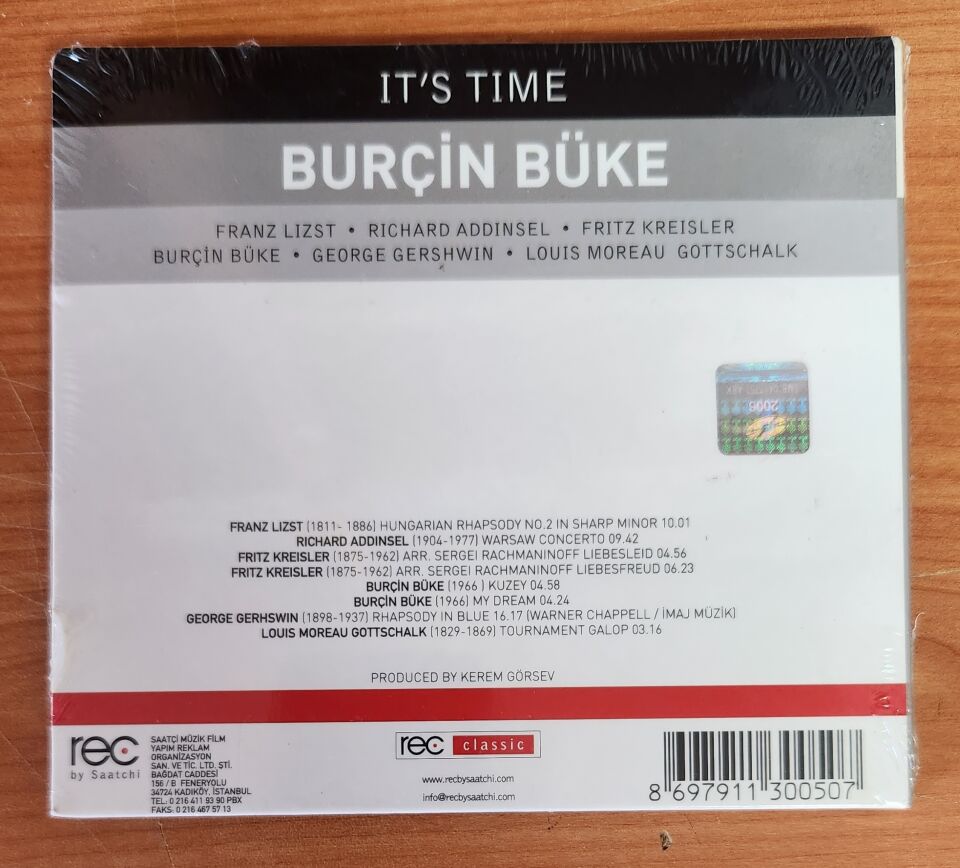 IT'S TIME
BURÇİN BÜKE
FRANZ LIZST • RICHARD ADDINSEL • FRITZ KREISLER
BURÇİN BÜKE • GEORGE GERSHWIN • LOUIS MOREAU GOTTSCHALK
2006
FRANZ LIZST (1811- 1886) HUNGARIAN RHAPSODY NO.2 IN SHARP MINOR 10.01
RICHARD ADDINSEL (1904-1977) WARSAW CONCERTO 09.42
FRITZ KREISLER (1875-1962) ARR. SERGEI RACHMANINOFF LIEBESLEID 04.56
FRITZ KREISLER (1875-1962) ARR. SERGEI RACHMANINOFF LIEBESFREUD 06.23
BURÇİN BÜKE (1966 ) KUZEY 04.58
BURÇİN BÜKE (1966) MY DREAM 04.24
GEORGE GERHSWIN (1898-1937) RHAPSODY IN BLUE 16.17 (WARNER CHAPPELL / İMAJ MÜZİK)
LOUIS MOREAU GOTTSCHALK (1829-1869) TOURNAMENT GALOP 03.16
PRODUCED BY KEREM GÖRSEV
rec
by Saatchi
SAATÇİ MÜZİK FİLM
YAPIM REKLAM
ORGANİZASYON
SAN. VE TİC. LTD. ŞTİ.
BAĞDAT CADDESİ
156 / B FENERYOLU
34724 KADIKÖY, İSTANBUL
TEL: 0 216 411 93 90 PBX
FAKS: 0 216 467 57 13
rec classic
www.recbysaatchi.com
info@recbysaatchi.com
8 697911 300507